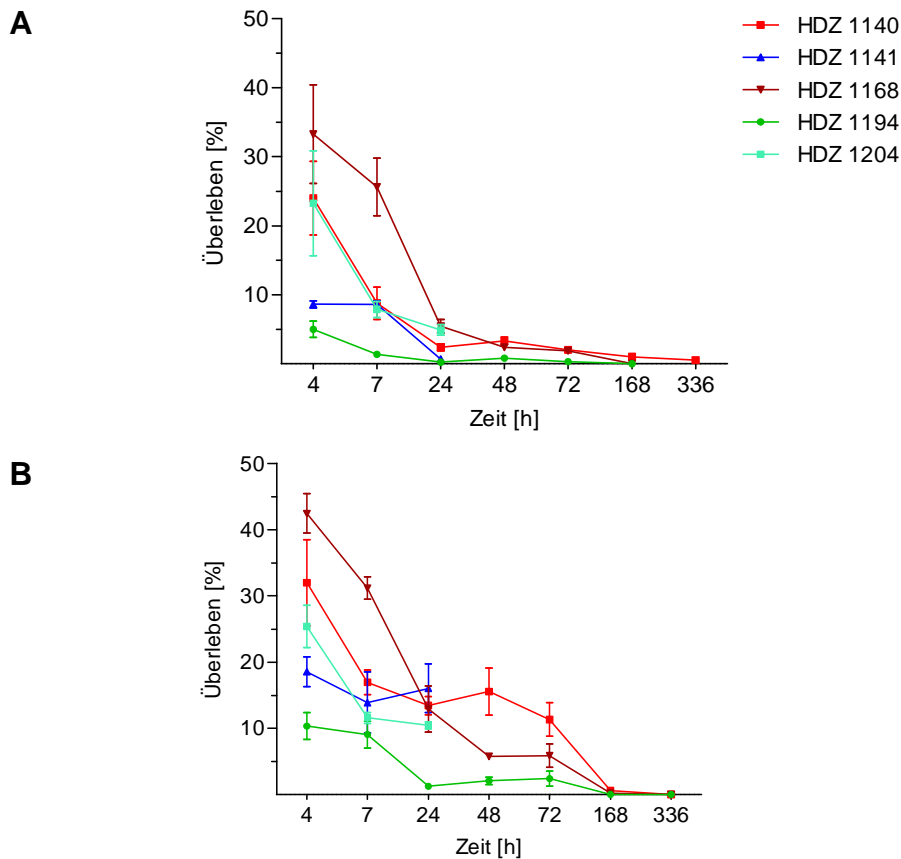 A
50
40
30
20
10
Überleben [%]
4 7 24 48 72 168 336
Zeit [h]
HDZ 1140
HDZ 1141
HDZ 1168
HDZ 1194
HDZ 1204
B
50
40
30
20
10
Überleben [%]
4 7 24 48 72 168 336
Zeit [h]